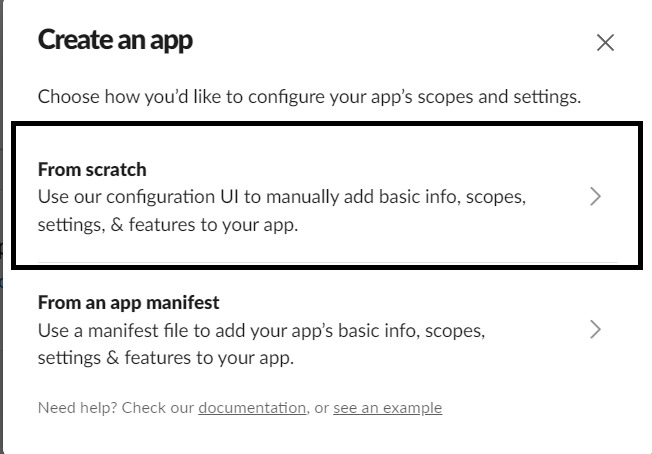 Create an app
Choose how you’d like to configure your app’s scopes and settings.
From scratch
Use our configuration UI to manually add basic info, scopes,
settings, & features to your app.
From an app manifest
Use a manifest file to add your app’s basic info, scopes,
settings & features to your app.
Need help? Check our documentation, or see an example